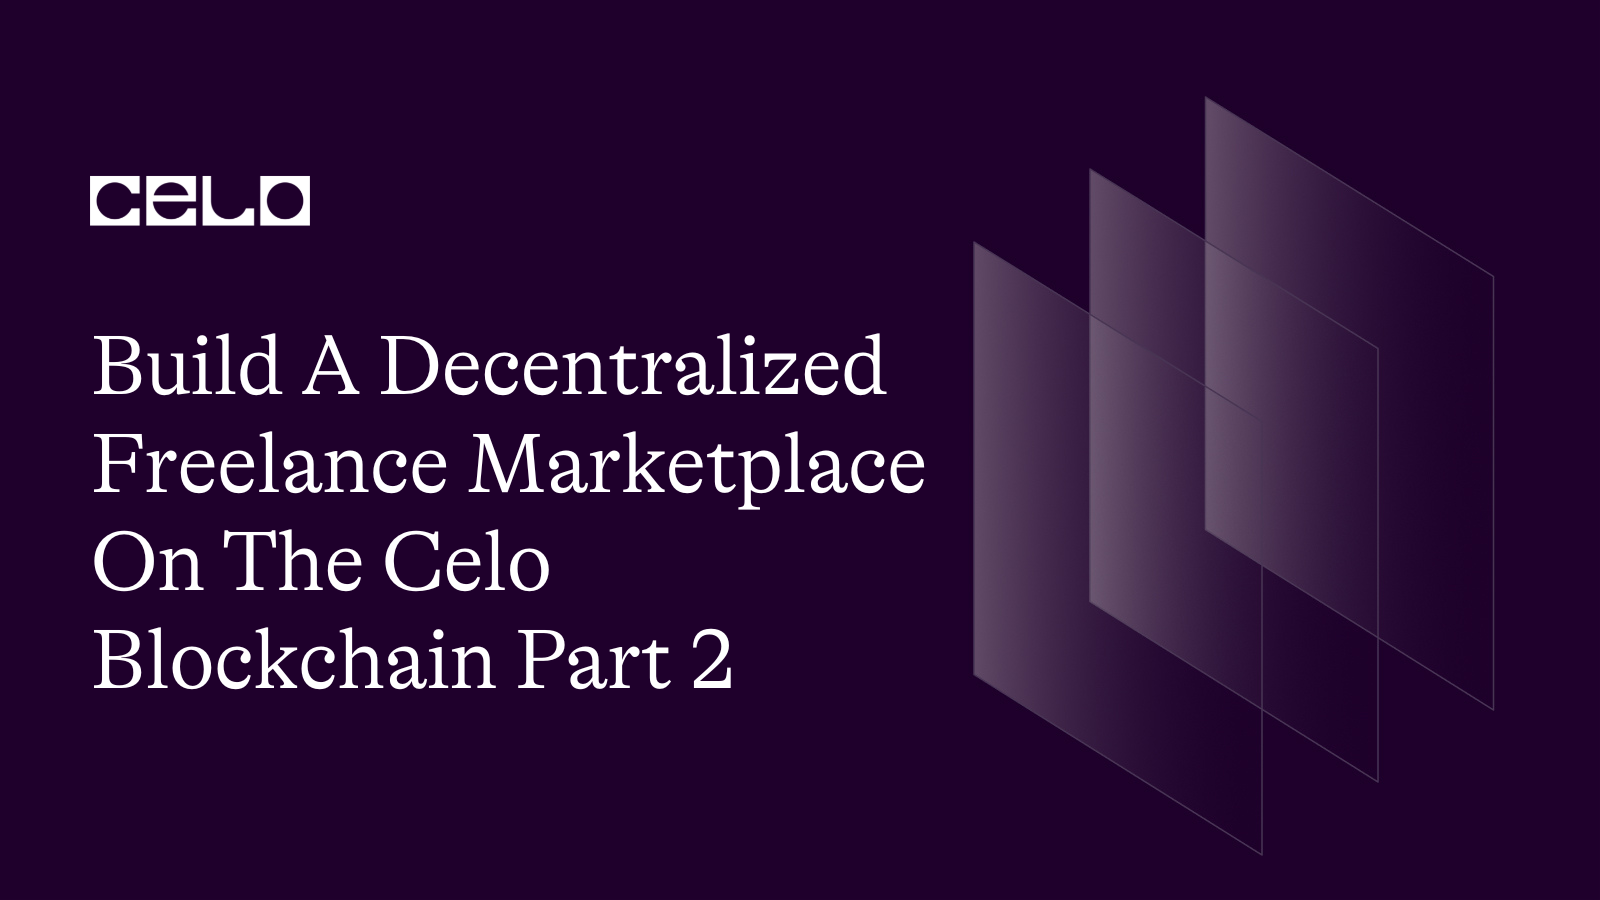 CELO
Build A Decentralized
Freelance Marketplace
On The Celo
Blockchain Part 2